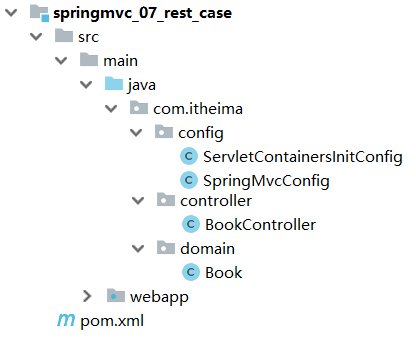 springmvc_07_rest_case
src
main
java
com.itheima
config
ServletContainersInitConfig
SpringMvcConfig
controller
BookController
domain
Book
webapp
pom.xml